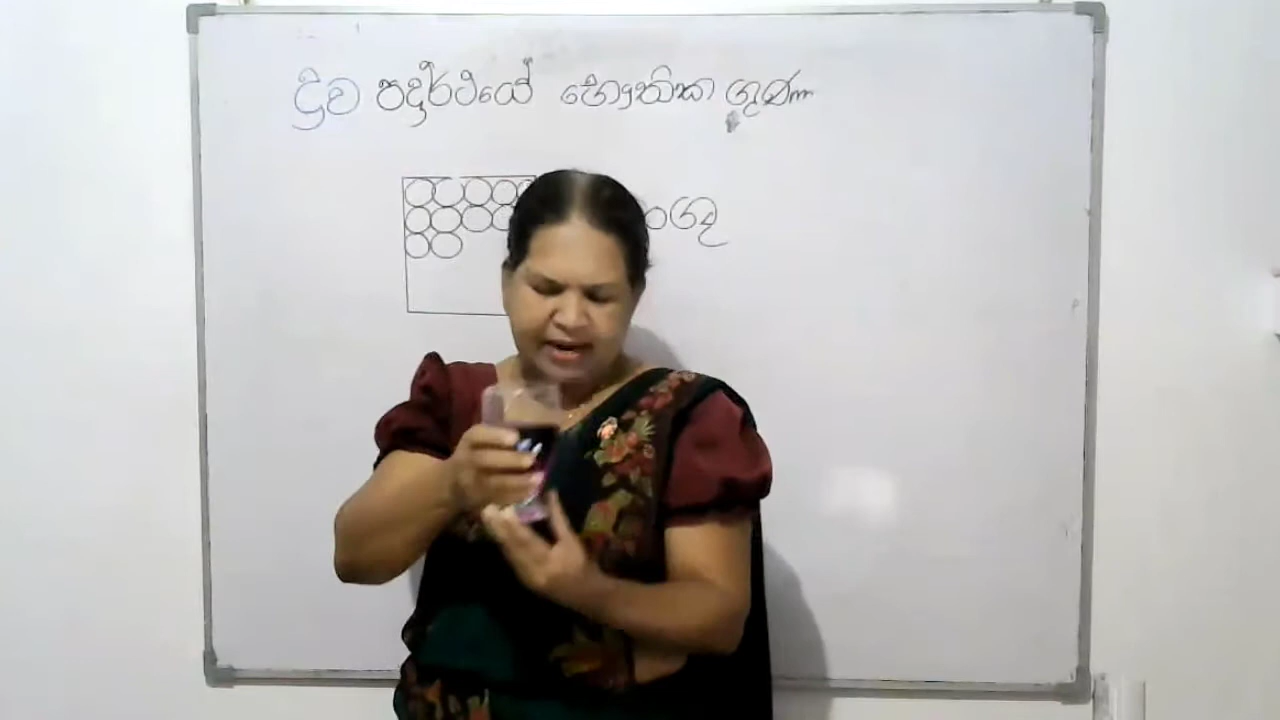 ද්‍රව පදාර්ථයේ භෞතික ගුණ